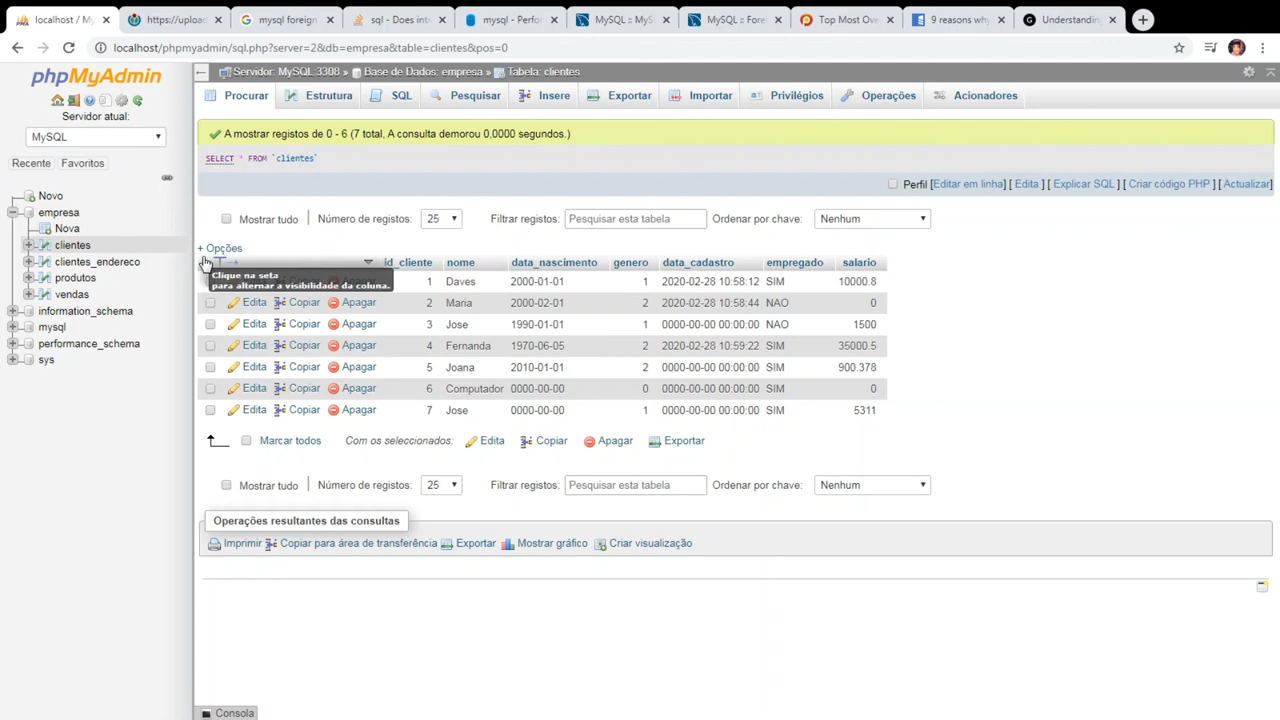 localhost / My
https://upload
mysql foreign
sql - Does int
mysql - Perfo
MySQL :: MyS
MySQL :: Fore
Top Most Ove
9 reasons why
Understanding
localhost/phpmyadmin/sql.php?server=2&db=empresa&table=clientes&pos=0
phpMyAdmin
Servidor atual:
MySQL
Recente Favoritos
Novo
empresa
Nova
clientes
clientes_endereco
produtos
vendas
information_schema
mysql
performance_schema
sys
Servidor: MySQL:3308 » Base de Dados: empresa » Tabela: clientes
Procurar Estrutura SQL Pesquisar Insere Exportar Importar Privilégios Operações Acionadores
A mostrar registos de 0 - 6 (7 total, A consulta demorou 0,0000 segundos.)
SELECT * FROM `clientes`
Perfil [Editar em linha] [ Edita ] [ Explicar SQL ] [ Criar código PHP ] [ Actualizar]
Mostrar tudo Número de registos: 25 Filtrar registos: Pesquisar esta tabela Ordenar por chave: Nenhum
+ Opções
id_cliente nome data_nascimento genero data_cadastro empregado salario
Clique na seta
para alternar a visibilidade da coluna.
1 Daves 2000-01-01 1 2020-02-28 10:58:12 SIM 10000.8
Edita Copiar Apagar 2 Maria 2000-02-01 2 2020-02-28 10:58:44 NAO 0
Edita Copiar Apagar 3 Jose 1990-01-01 1 0000-00-00 00:00:00 NAO 1500
Edita Copiar Apagar 4 Fernanda 1970-06-05 2 2020-02-28 10:59:22 SIM 35000.5
Edita Copiar Apagar 5 Joana 2010-01-01 2 0000-00-00 00:00:00 SIM 900.378
Edita Copiar Apagar 6 Computador 0000-00-00 0 0000-00-00 00:00:00 SIM 0
Edita Copiar Apagar 7 Jose 0000-00-00 1 0000-00-00 00:00:00 SIM 5311
Marcar todos Com os seleccionados: Edita Copiar Apagar Exportar
Mostrar tudo Número de registos: 25 Filtrar registos: Pesquisar esta tabela Ordenar por chave: Nenhum
Operações resultantes das consultas
Imprimir Copiar para área de transferência Exportar Mostrar gráfico Criar visualização
Consola